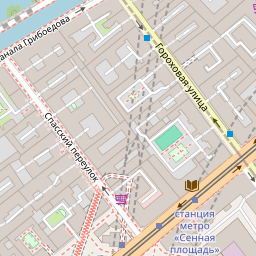 канала Грибоедова
Гороховая улица
Спасский переулок
станция
метро
«Сенная
площадь»